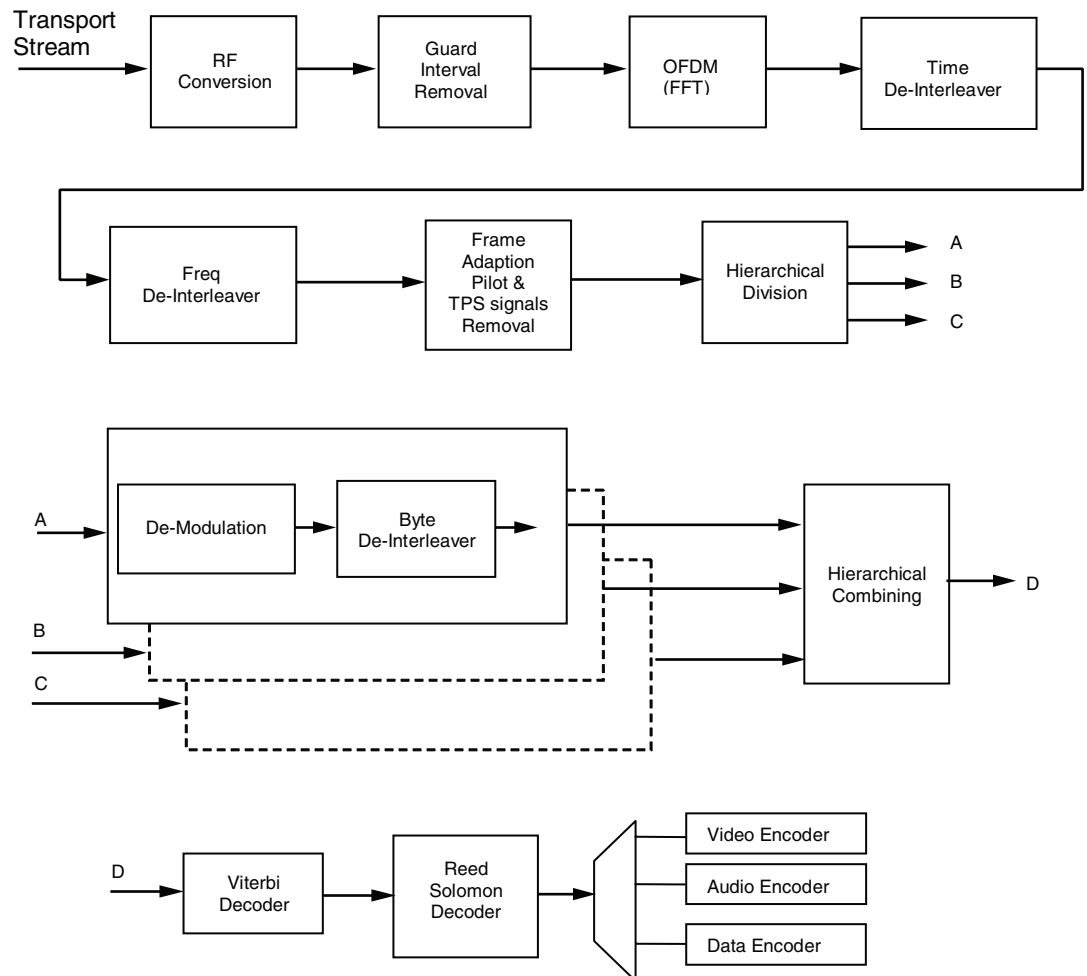 Transport
Stream
RF
Conversion
Guard
Interval
Removal
OFDM
(FFT)
Time
De-Interleaver
Freq
De-Interleaver
Frame
Adaption
Pilot &
TPS signals
Removal
Hierarchical
Division
A
B
C
A
De-Modulation
Byte
De-Interleaver
B
C
Hierarchical
Combining
D
D
Viterbi
Decoder
Reed
Solomon
Decoder
Video Encoder
Audio Encoder
Data Encoder